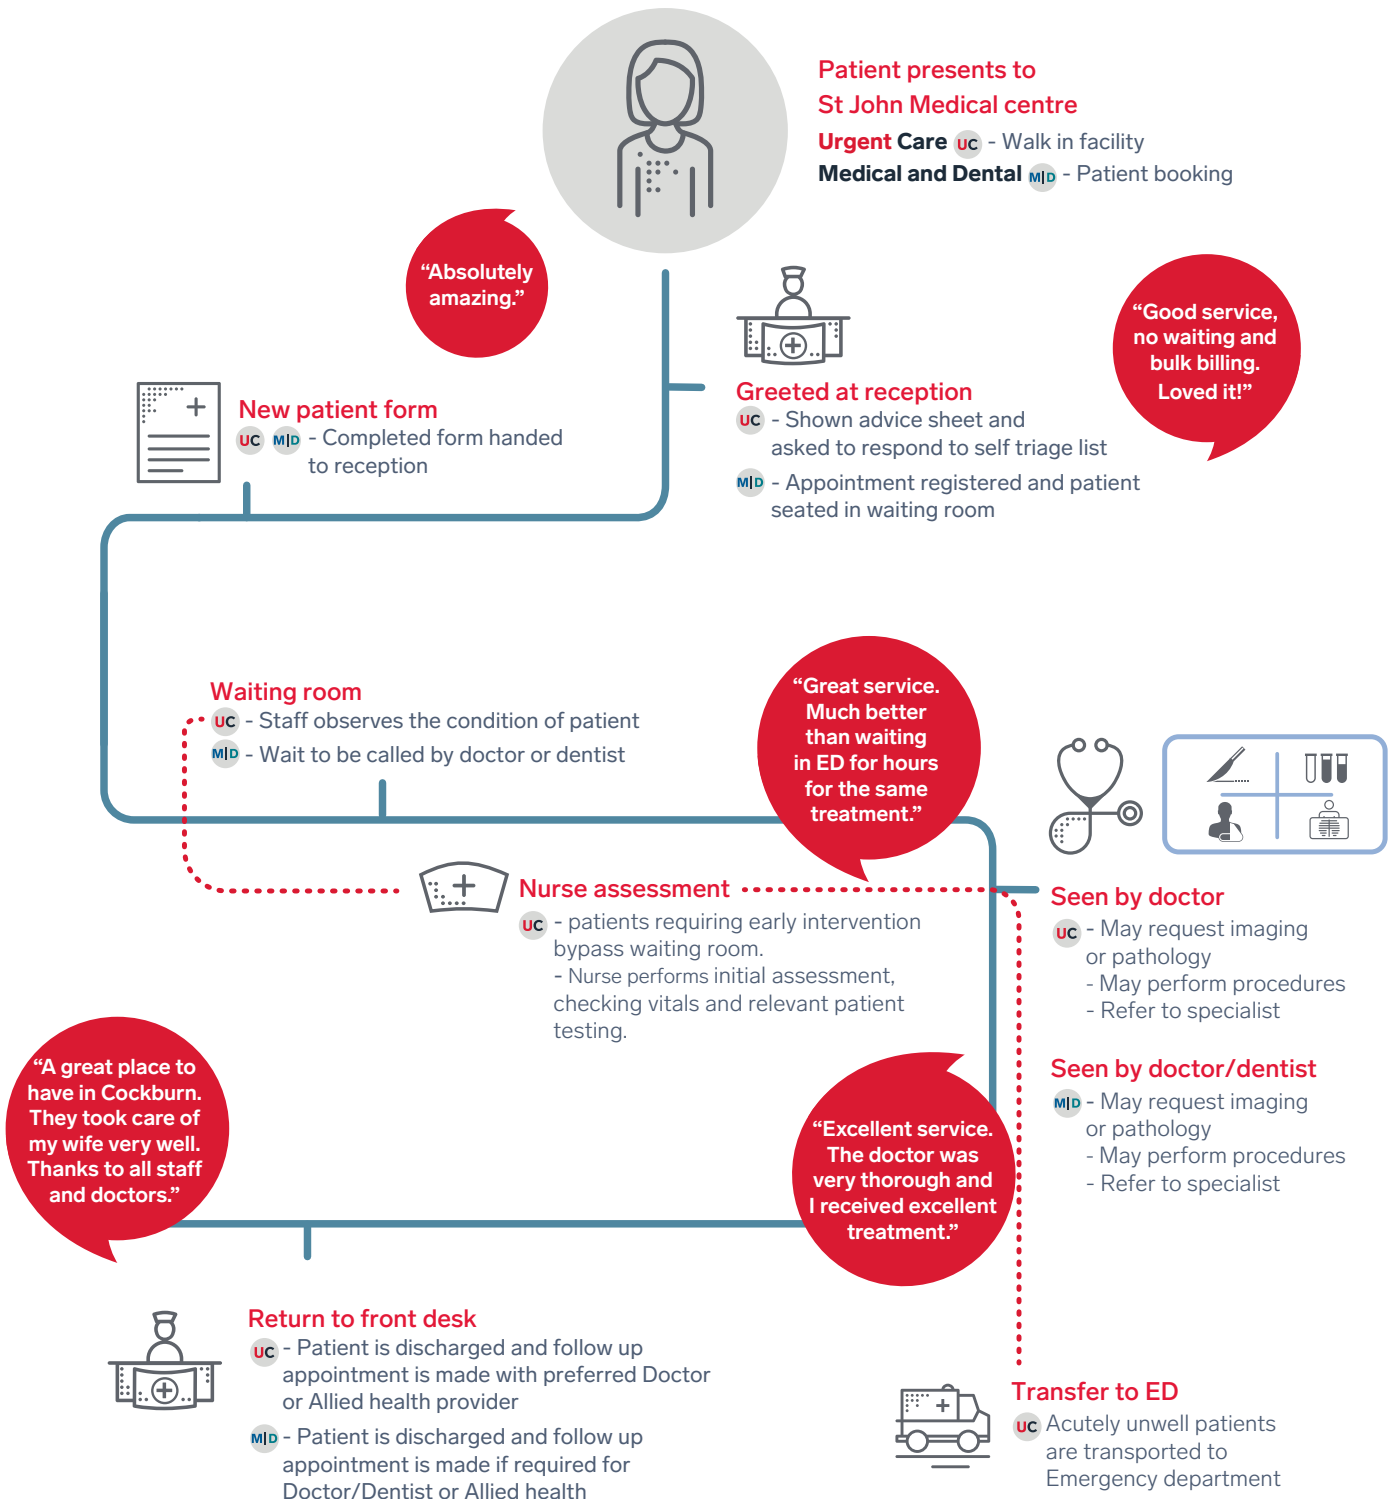 Patient presents to
St John Medical centre
Urgent Care UC - Walk in facility
Medical and Dental M|D - Patient booking
“Absolutely
amazing.”
“Good service,
no waiting and
bulk billing.
Loved it!”
Greeted at reception
UC - Shown advice sheet and
asked to respond to self triage list
M|D - Appointment registered and patient
seated in waiting room
New patient form
UC M|D - Completed form handed
to reception
Waiting room
UC - Staff observes the condition of patient
M|D - Wait to be called by doctor or dentist
“Great service.
Much better
than waiting
in ED for hours
for the same
treatment.”
Nurse assessment
UC - patients requiring early intervention
bypass waiting room.
- Nurse performs initial assessment,
checking vitals and relevant patient
testing.
Seen by doctor
UC - May request imaging
or pathology
- May perform procedures
- Refer to specialist
Seen by doctor/dentist
M|D - May request imaging
or pathology
- May perform procedures
- Refer to specialist
“A great place to
have in Cockburn.
They took care of
my wife very well.
Thanks to all staff
and doctors.”
“Excellent service.
The doctor was
very thorough and
I received excellent
treatment.”
Return to front desk
UC - Patient is discharged and follow up
appointment is made with preferred Doctor
or Allied health provider
M|D - Patient is discharged and follow up
appointment is made if required for
Doctor/Dentist or Allied health
Transfer to ED
UC Acutely unwell patients
are transported to
Emergency department